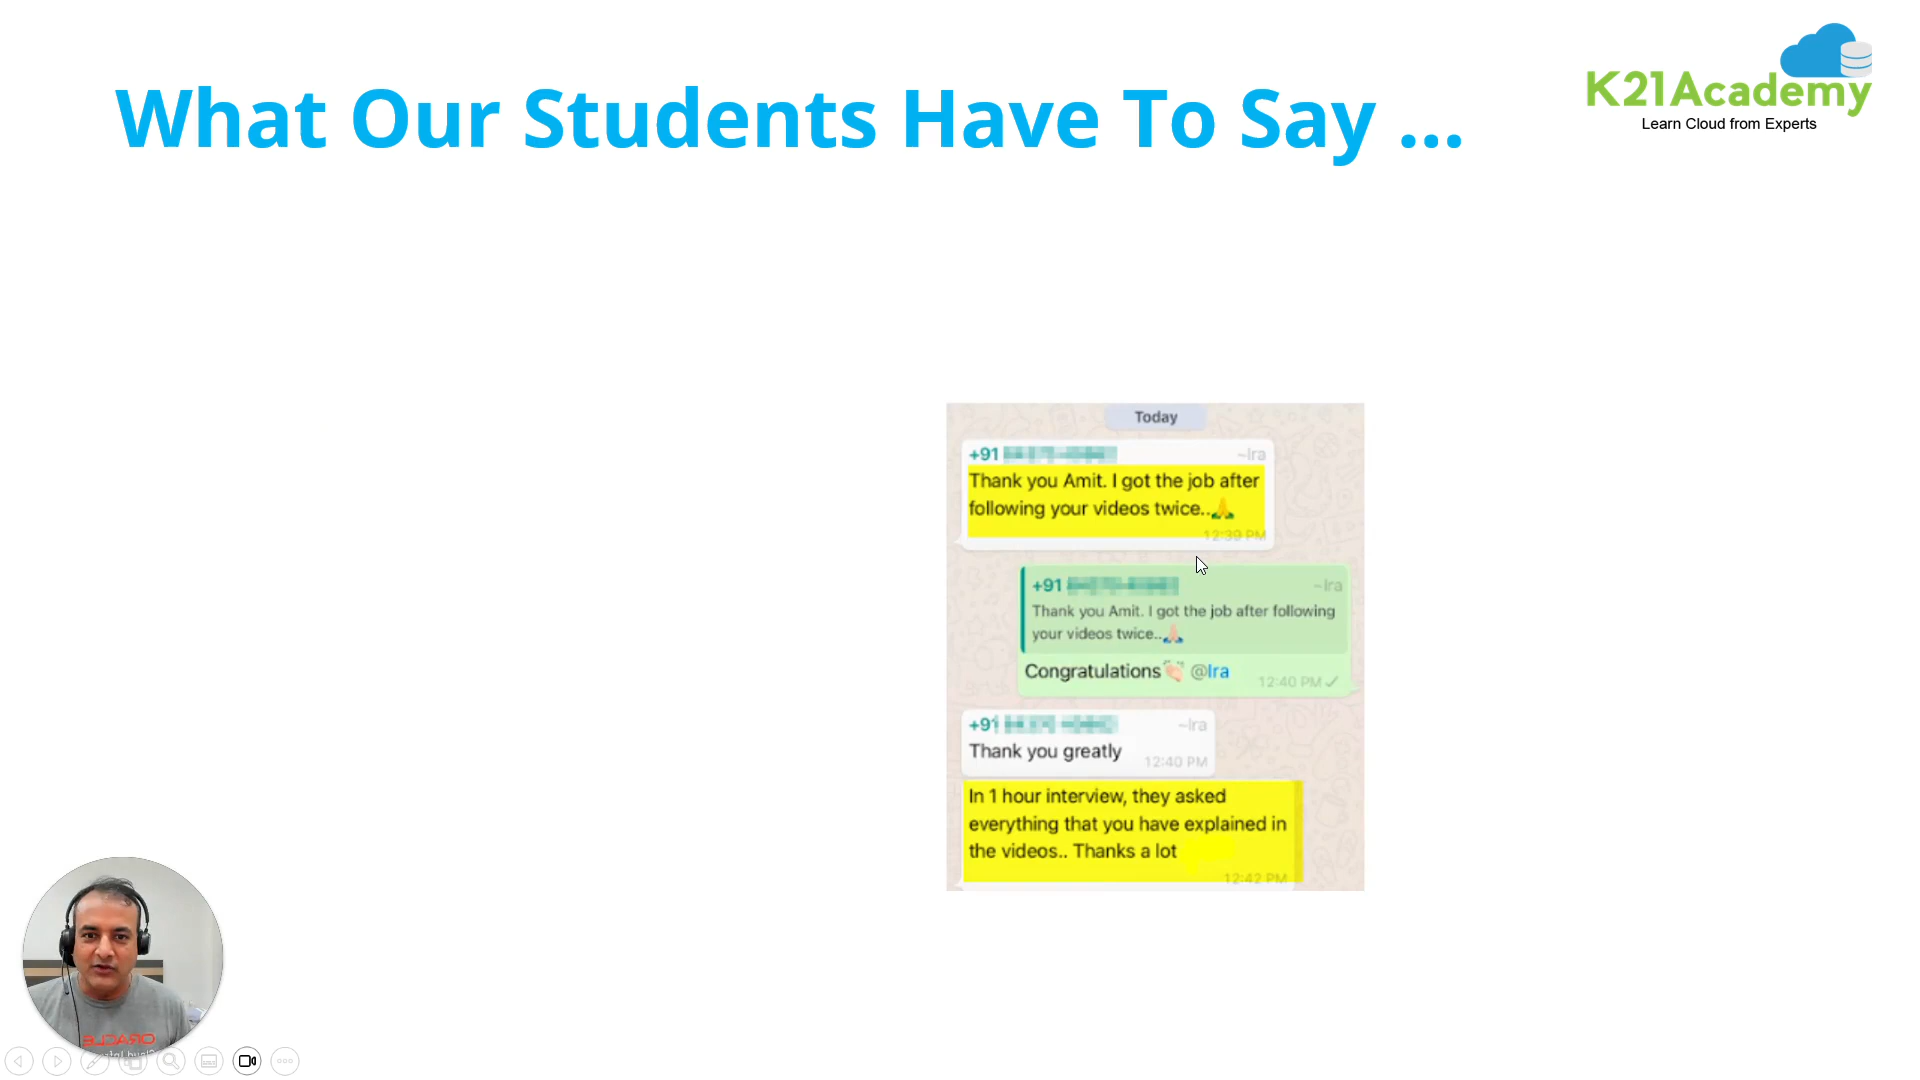 What Our Students Have To Say ...
K21Academy
Learn Cloud from Experts
Today
+91
~Ira
Thank you Amit. I got the job after
following your videos twice..🙏
12:39 PM
+91
~Ira
Thank you Amit. I got the job after following
your videos twice..🙏
Congratulations👏 @Ira
12:40 PM
+91
~Ira
Thank you greatly
12:40 PM
In 1 hour interview, they asked
everything that you have explained in
the videos.. Thanks a lot
12:42 PM